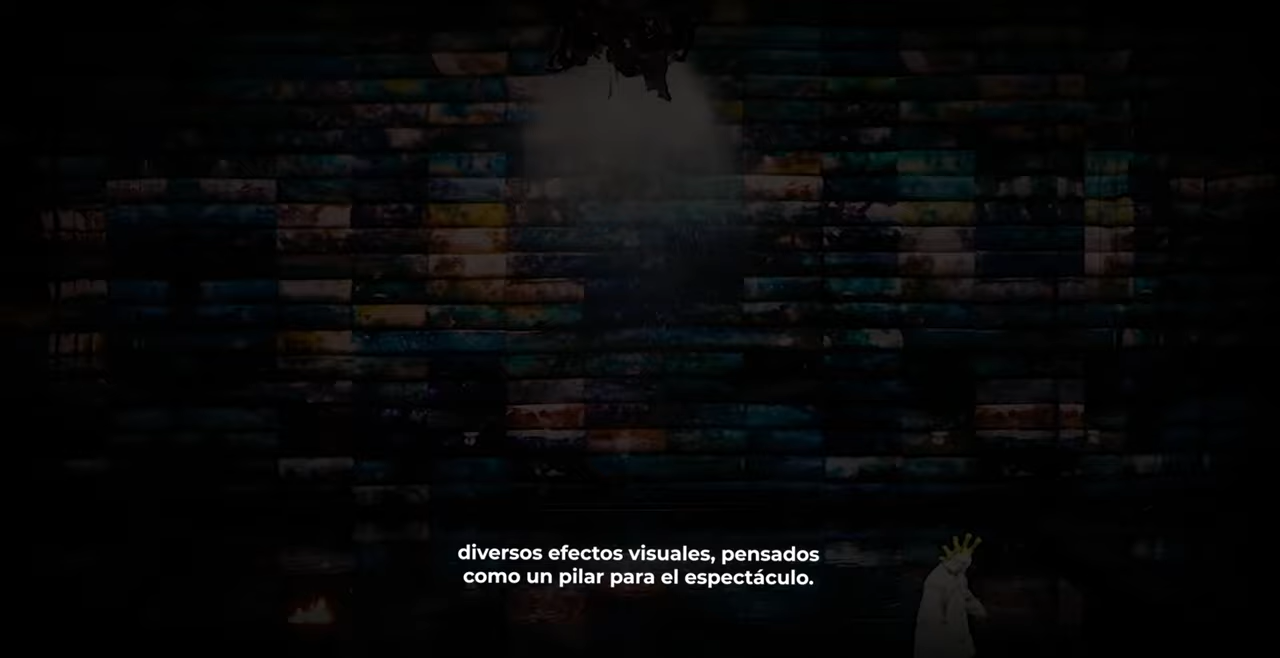 diversos efectos visuales, pensados
como un pilar para el espectáculo.